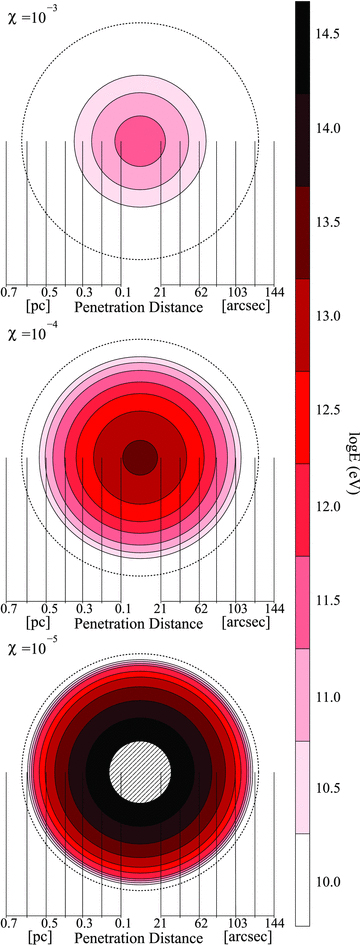 χ =10⁻³
0.7 0.5 0.3 0.1 21 62 103 144
[pc] Penetration Distance [arcsec]
χ =10⁻⁴
0.7 0.5 0.3 0.1 21 62 103 144
[pc] Penetration Distance [arcsec]
χ =10⁻⁵
0.7 0.5 0.3 0.1 21 62 103 144
[pc] Penetration Distance [arcsec]
14.5
14.0
13.5
13.0
12.5
12.0
11.5
11.0
10.5
10.0
logE (eV)